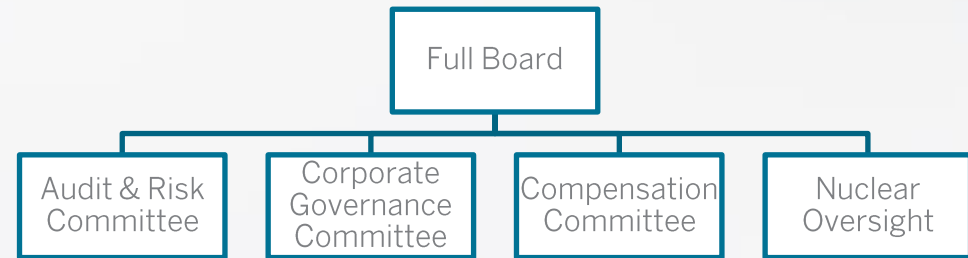 Full Board
Audit & Risk
Committee
Corporate
Governance
Committee
Compensation
Committee
Nuclear
Oversight